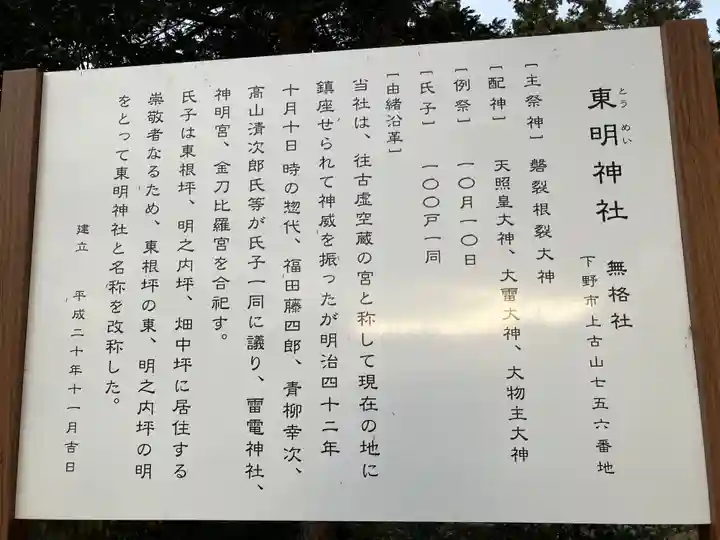 東明神社 無格社
とうめい
下野市上古山七五六番地
[主祭神] 磐裂根裂大神
[配神] 天照皇大神、大雷大神、大物主大神
[例祭] 一〇月一〇日
[氏子] 一〇〇戸一同
[由緒沿革]
当社は、往古虚空蔵の宮と称して現在の地に
鎮座せられて神威を振ったが明治四十二年
十月十日時の惣代、福田藤四郎、青柳幸次、
高山清次郎氏等が氏子一同に議り、雷電神社、
神明宮、金刀比羅宮を合祀す。
氏子は東根坪、明之内坪、畑中坪に居住する
崇敬者なるため、東根坪の東、明之内坪の明
をとって東明神社と名称を改称した。
建立 平成二十年十一月吉日